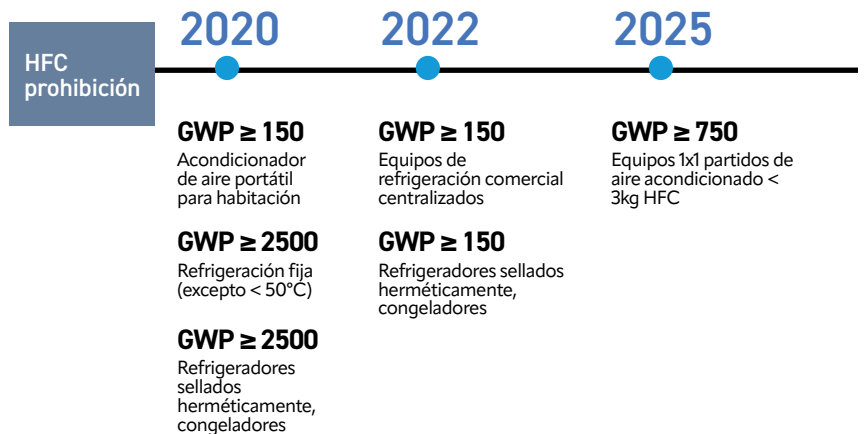 HFC
prohibición
2020
GWP ≥ 150
Acondicionador
de aire portátil
para habitación
GWP ≥ 2500
Refrigeración fija
(excepto < 50°C)
GWP ≥ 2500
Refrigeradores
sellados
herméticamente,
congeladores
2022
GWP ≥ 150
Equipos de
refrigeración comercial
centralizados
GWP ≥ 150
Refrigeradores sellados
herméticamente,
congeladores
2025
GWP ≥ 750
Equipos 1x1 partidos de
aire acondicionado <
3kg HFC